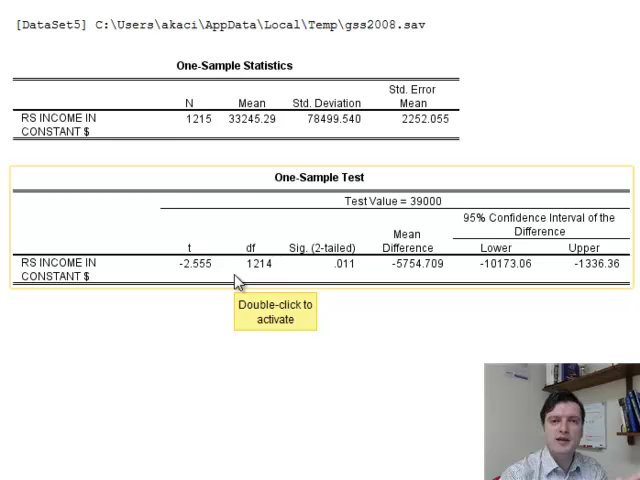 [DataSet5] C:\Users\akaci\AppData\Local\Temp\gss2008.sav
One-Sample Statistics
N Mean Std. Deviation Std. Error Mean
RS INCOME IN CONSTANT $ 1215 33245.29 78499.540 2252.055
One-Sample Test
Test Value = 39000
95% Confidence Interval of the Difference
t df Sig. (2-tailed) Mean Difference Lower Upper
RS INCOME IN CONSTANT $ -2.555 1214 .011 -5754.709 -10173.06 -1336.36
Double-click to
activate